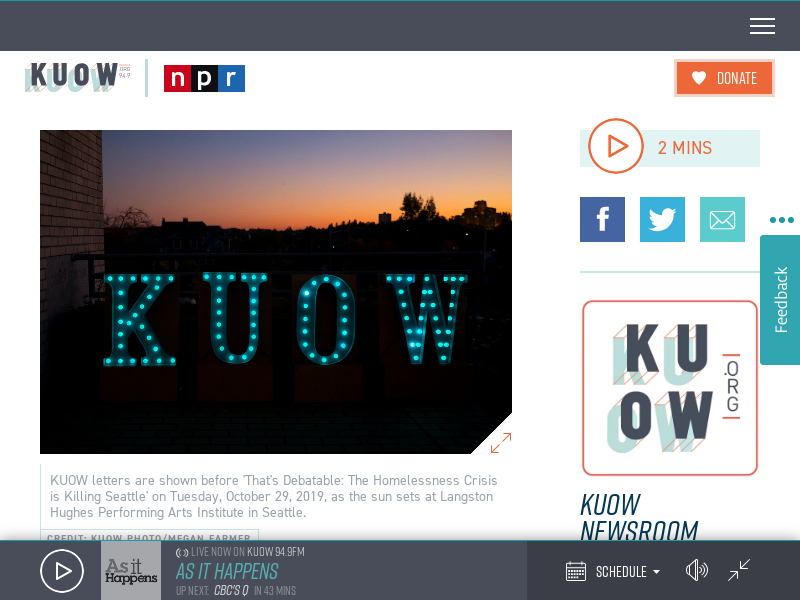 KUOW
.ORG
94.9
npr
DONATE
KUOW
2 MINS
Feedback
KUOW letters are shown before 'That's Debatable: The Homelessness Crisis
is Killing Seattle' on Tuesday, October 29, 2019, as the sun sets at Langston
Hughes Performing Arts Institute in Seattle.
CREDIT: KUOW PHOTO/MEGAN FARMER
KU
OW
.ORG
KUOW
NEWSROOM
As it
Happens
LIVE NOW ON KUOW 94.9FM
AS IT HAPPENS
UP NEXT: CBC'S Q IN 43 MINS
SCHEDULE